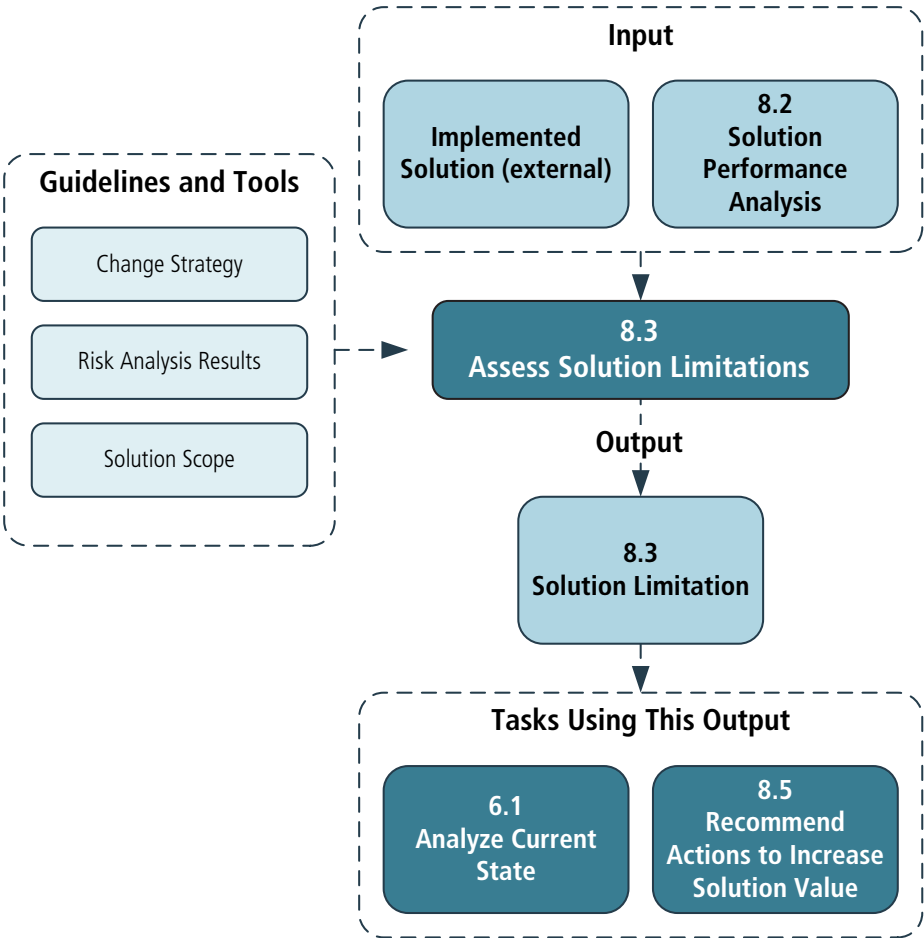 Input
Implemented
Solution (external)
8.2
Solution
Performance
Analysis
Guidelines and Tools
Change Strategy
Risk Analysis Results
Solution Scope
8.3
Assess Solution Limitations
Output
8.3
Solution Limitation
Tasks Using This Output
6.1
Analyze Current
State
8.5
Recommend
Actions to Increase
Solution Value